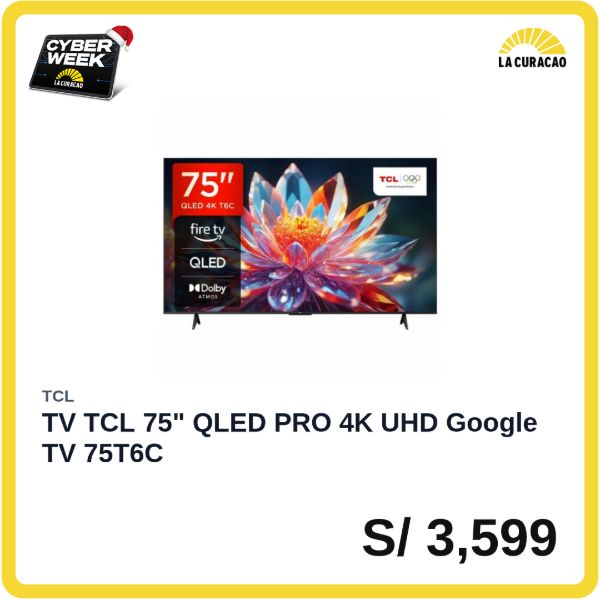 CYBER
WEEK
LA CURACAO
LA CURACAO
75"
QLED 4K T6C
TCL
fire tv
QLED
Dolby
ATMOS
TCL
TV TCL 75" QLED PRO 4K UHD Google
TV 75T6C
S/ 3,599